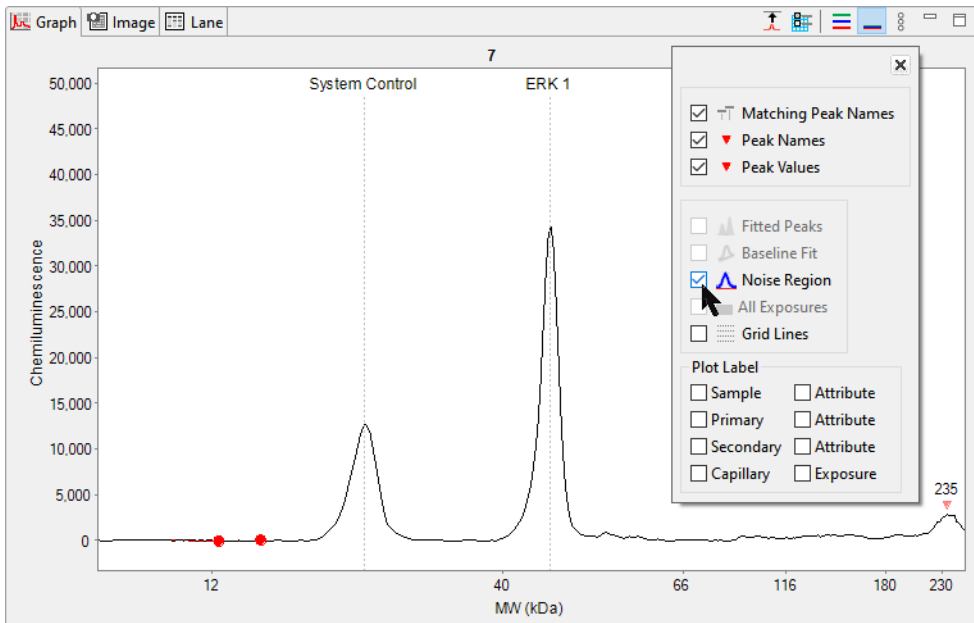 Graph Image Lane
7
System Control
ERK 1
50,000
45,000
40,000
35,000
30,000
25,000
20,000
15,000
10,000
5,000
0
Chemiluminescence
12
40
66
116
180
230
MW (kDa)
235
Matching Peak Names
Peak Names
Peak Values
Fitted Peaks
Baseline Fit
Noise Region
All Exposures
Grid Lines
Plot Label
Sample Attribute
Primary Attribute
Secondary Attribute
Capillary Exposure